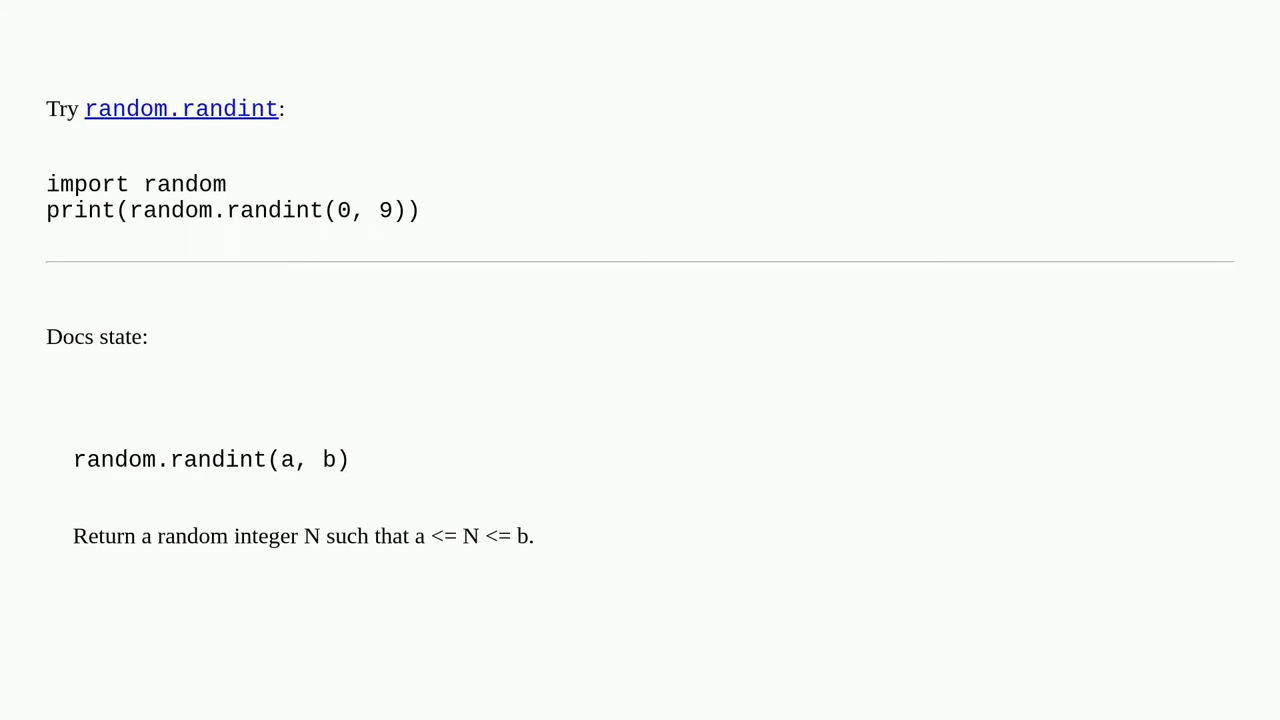 Try random.randint:
import random
print(random.randint(0, 9))
Docs state:
random.randint(a, b)
Return a random integer N such that a <= N <= b.